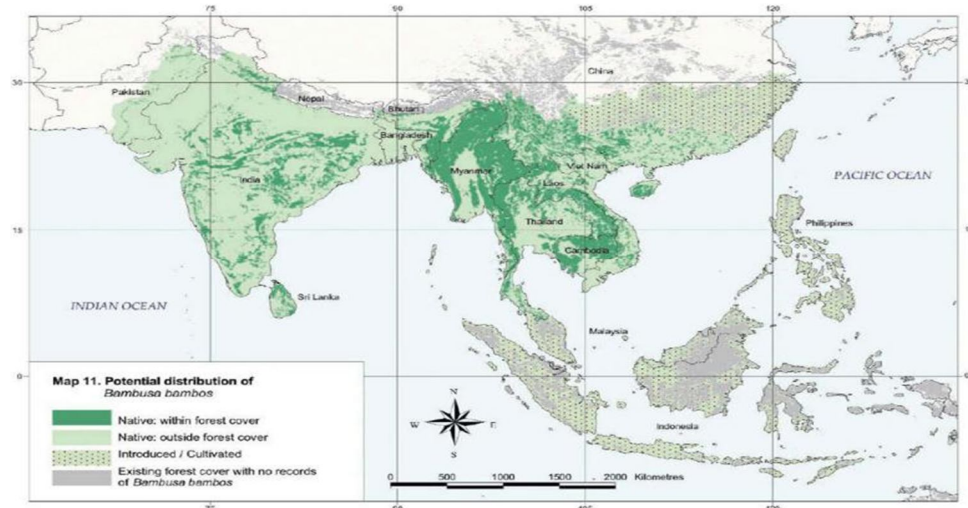 75
90
105
120
30
China
Pakistan
Nepal
Bhutan
Bangladesh
India
Myanmar
Viet Nam
Laos
PACIFIC OCEAN
15
Thailand
Philippines
Cambodia
INDIAN OCEAN
Sri Lanka
Malaysia
0
Indonesia
Map 11. Potential distribution of
Bambusa bambos
Native: within forest cover
Native: outside forest cover
Introduced / Cultivated
Existing forest cover with no records
of Bambusa bambos
N
W E
S
0 500 1000 1500 2000 Kilometres
75
90